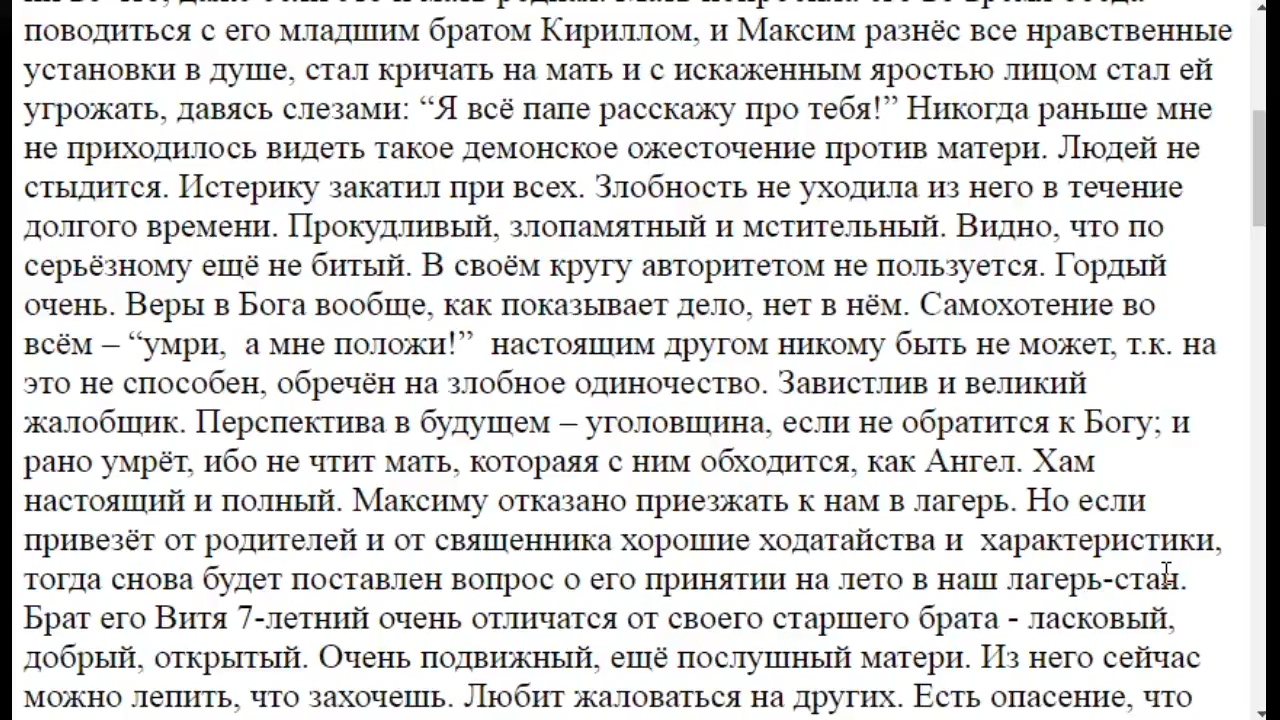 поводиться с его младшим братом Кириллом, и Максим разнёс все нравственные
установки в душе, стал кричать на мать и с искаженным яростью лицом стал ей
угрожать, давясь слезами: “Я всё папе расскажу про тебя!” Никогда раньше мне
не приходилось видеть такое демонское ожесточение против матери. Людей не
стыдится. Истерику закатил при всех. Злобность не уходила из него в течение
долгого времени. Прокудливый, злопамятный и мстительный. Видно, что по
серьёзному ещё не битый. В своём кругу авторитетом не пользуется. Гордый
очень. Веры в Бога вообще, как показывает дело, нет в нём. Самохотение во
всём – “умри,  а мне положи!”  настоящим другом никому быть не может, т.к. на
это не способен, обречён на злобное одиночество. Завистлив и великий
жалобщик. Перспектива в будущем – уголовщина, если не обратится к Богу; и
рано умрёт, ибо не чтит мать, котораяя с ним обходится, как Ангел. Хам
настоящий и полный. Максиму отказано приезжать к нам в лагерь. Но если
привезёт от родителей и от священника хорошие ходатайства и  характеристики,
тогда снова будет поставлен вопрос о его принятии на лето в наш лагерь-стан.
Брат его Витя 7-летний очень отличатся от своего старшего брата - ласковый,
добрый, открытый. Очень подвижный, ещё послушный матери. Из него сейчас
можно лепить, что захочешь. Любит жаловаться на других. Есть опасение, что